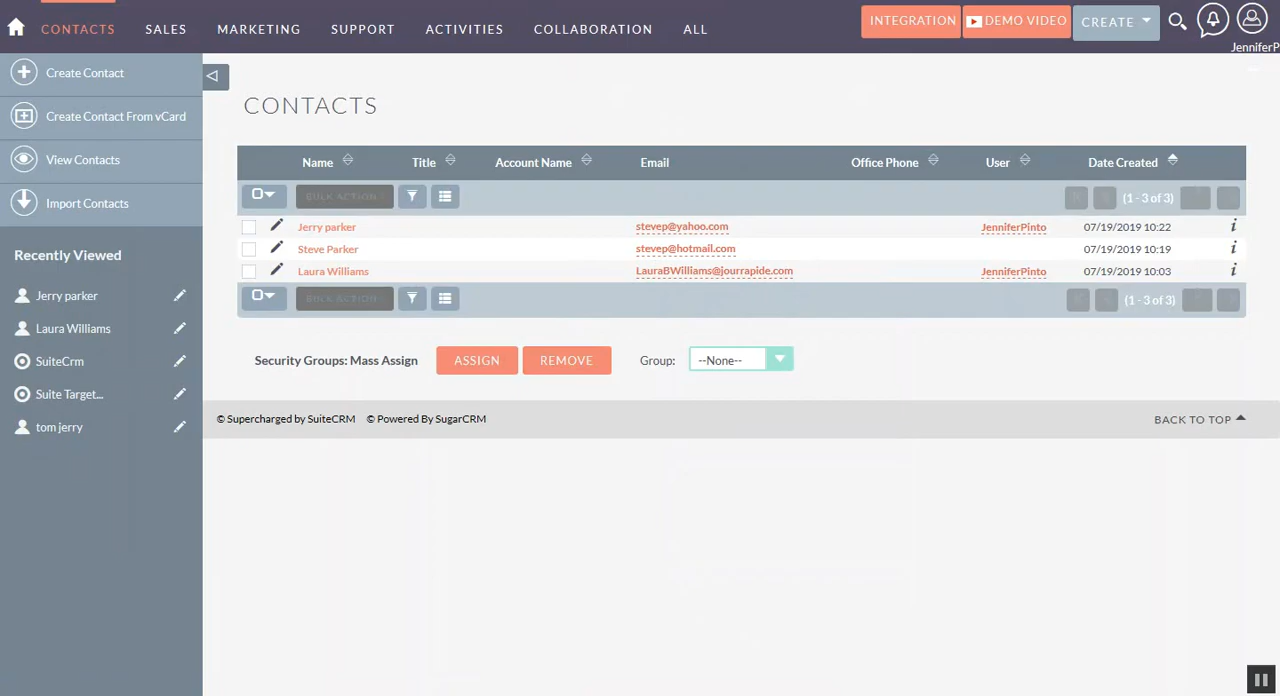 CONTACTS SALES MARKETING SUPPORT ACTIVITIES COLLABORATION ALL INTEGRATION DEMO VIDEO CREATE
JenniferP
Create Contact
Create Contact From vCard
View Contacts
Import Contacts
Recently Viewed
Jerry parker
Laura Williams
SuiteCrm
Suite Target...
tom jerry
CONTACTS
Name Title Account Name Email Office Phone User Date Created
BULK ACTION (1 - 3 of 3)
Jerry parker stevep@yahoo.com JenniferPinto 07/19/2019 10:22
Steve Parker stevep@hotmail.com 07/19/2019 10:19
Laura Williams LauraBWilliams@jourrapide.com JenniferPinto 07/19/2019 10:03
BULK ACTION (1 - 3 of 3)
Security Groups: Mass Assign ASSIGN REMOVE Group: --None--
© Supercharged by SuiteCRM © Powered By SugarCRM BACK TO TOP